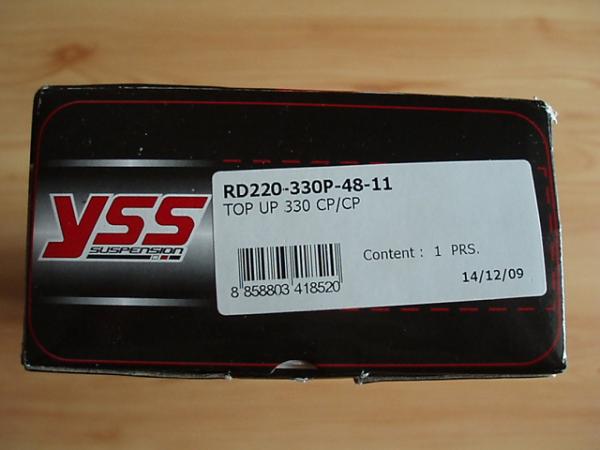 YSS
SUSPENSION
RD220-330P-48-11
TOP UP 330 CP/CP
Content : 1 PRS.
14/12/09
8 858803 418520